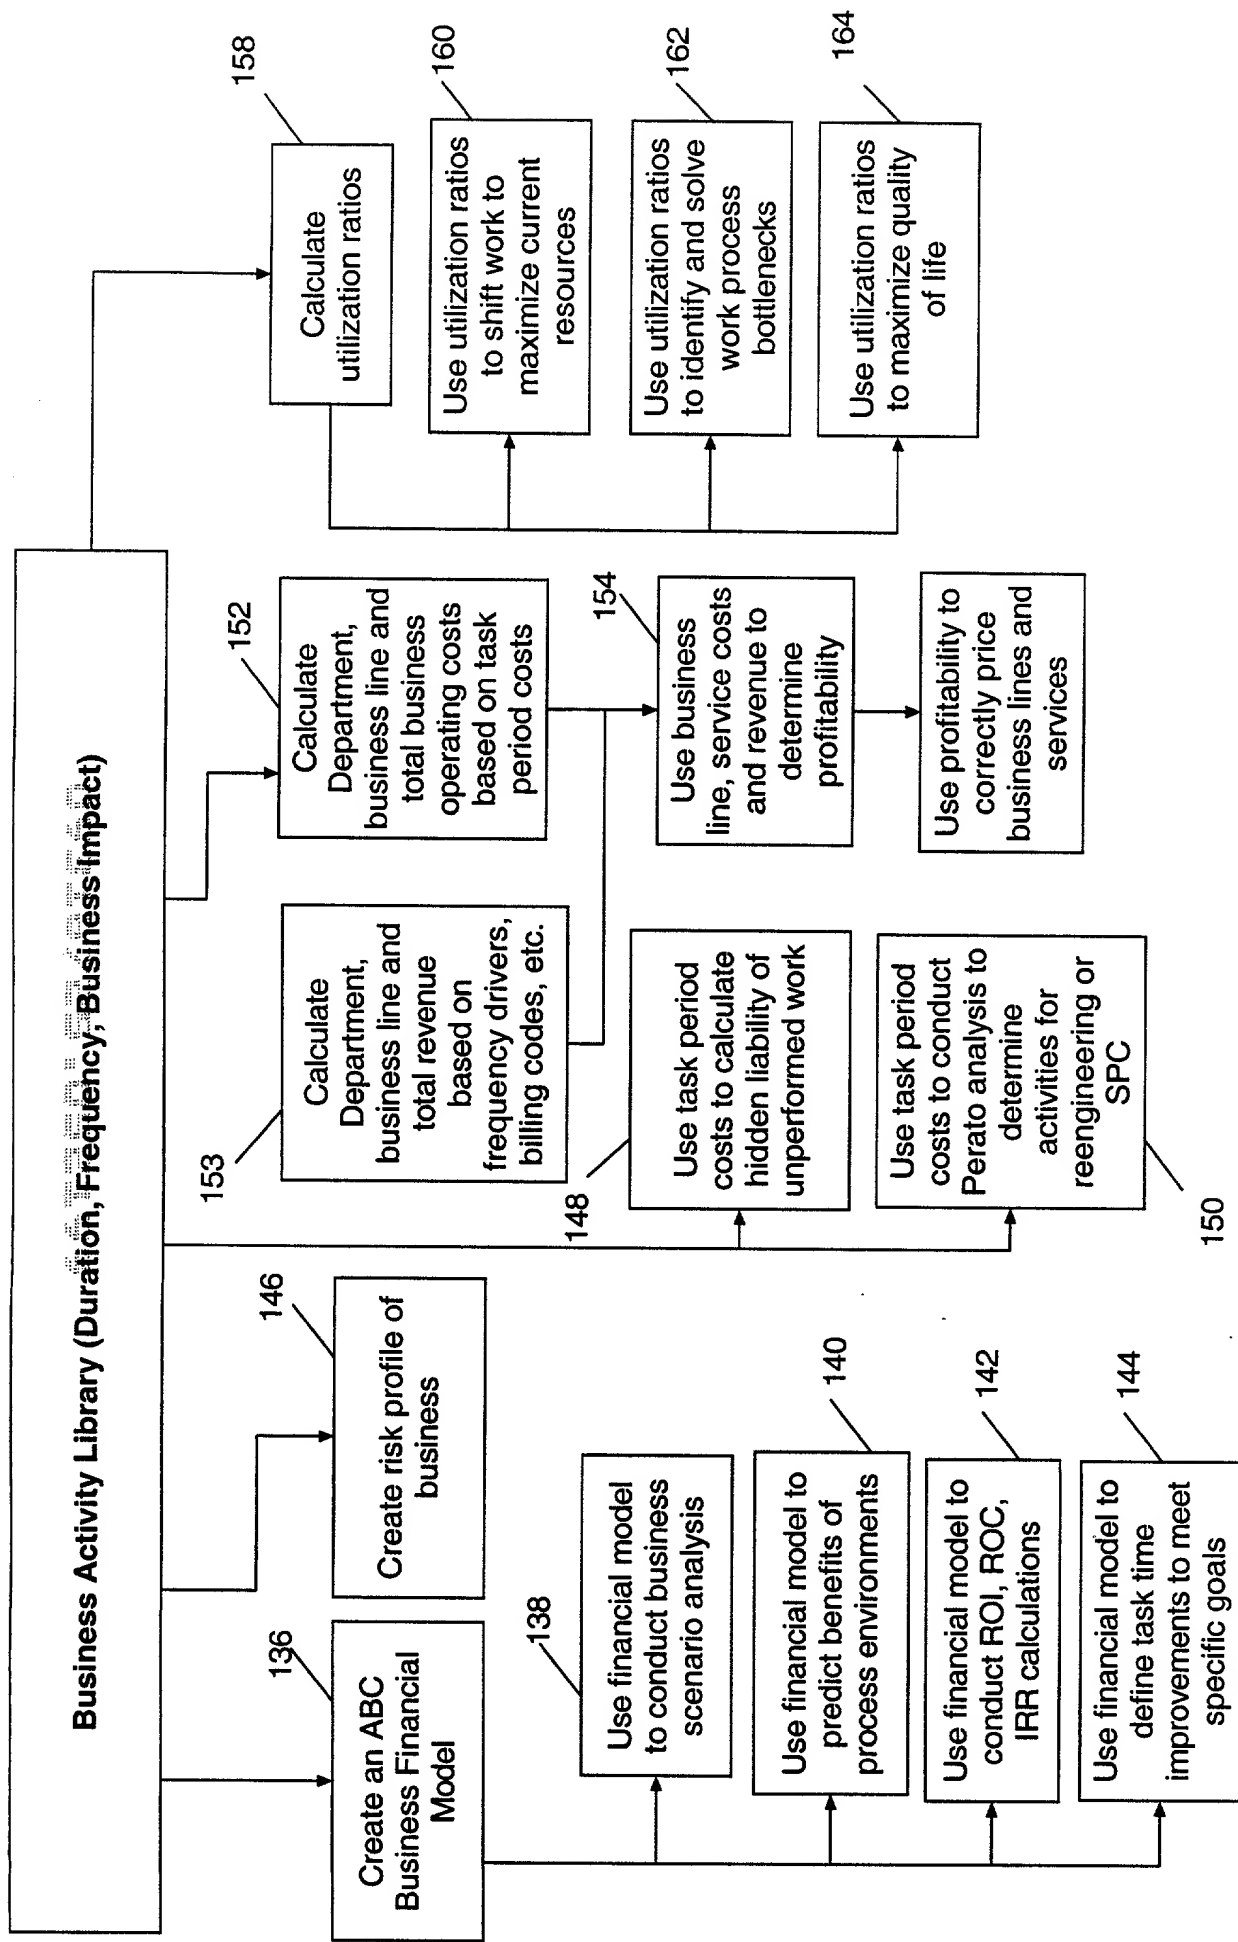 Business Activity Library (Duration, Frequency, Business Impact)
136
Create an ABC
Business Financial
Model
138
Use financial model
to conduct business
scenario analysis
140
Use financial model to
predict benefits of
process environments
142
Use financial model to
conduct ROI, ROC,
IRR calculations
144
Use financial model to
define task time
improvements to meet
specific goals
146
Create risk profile of
business
148
Use task period
costs to calculate
hidden liability of
unperformed work
150
Use task period
costs to conduct
Perato analysis to
determine
activities for
reengineering or
SPC
153
Calculate
Department,
business line and
total revenue
based on
frequency drivers,
billing codes, etc.
152
Calculate
Department,
business line and
total business
operating costs
based on task
period costs
154
Use business
line, service costs
and revenue to
determine
profitability
Use profitability to
correctly price
business lines and
services
158
Calculate
utilization ratios
160
Use utilization ratios
to shift work to
maximize current
resources
162
Use utilization ratios
to identify and solve
work process
bottlenecks
164
Use utilization ratios
to maximize quality
of life